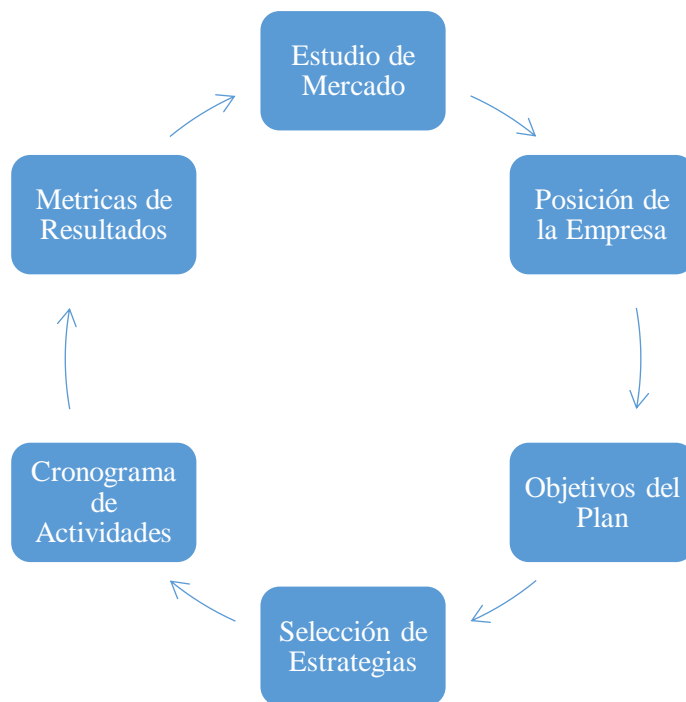 Estudio de
Mercado
Posición de
la Empresa
Objetivos del
Plan
Selección de
Estrategias
Cronograma
de
Actividades
Metricas de
Resultados